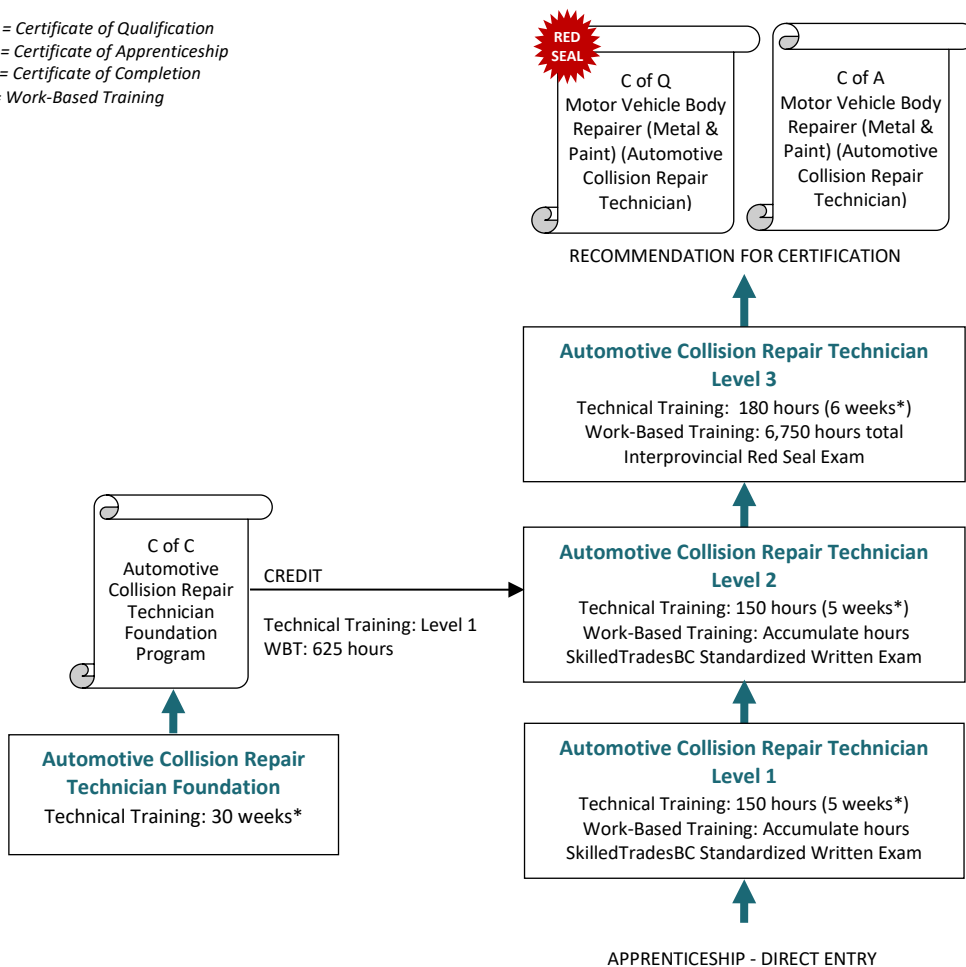 = Certificate of Qualification
= Certificate of Apprenticeship
= Certificate of Completion
= Work-Based Training
RED
SEAL
C of Q
Motor Vehicle Body
Repairer (Metal &
Paint) (Automotive
Collision Repair
Technician)
C of A
Motor Vehicle Body
Repairer (Metal &
Paint) (Automotive
Collision Repair
Technician)
RECOMMENDATION FOR CERTIFICATION
Automotive Collision Repair Technician
Level 3
Technical Training: 180 hours (6 weeks*)
Work-Based Training: 6,750 hours total
Interprovincial Red Seal Exam
C of C
Automotive
Collision Repair
Technician
Foundation
Program
CREDIT
Technical Training: Level 1
WBT: 625 hours
Automotive Collision Repair Technician
Level 2
Technical Training: 150 hours (5 weeks*)
Work-Based Training: Accumulate hours
SkilledTradesBC Standardized Written Exam
Automotive Collision Repair
Technician Foundation
Technical Training: 30 weeks*
Automotive Collision Repair Technician
Level 1
Technical Training: 150 hours (5 weeks*)
Work-Based Training: Accumulate hours
SkilledTradesBC Standardized Written Exam
APPRENTICESHIP - DIRECT ENTRY